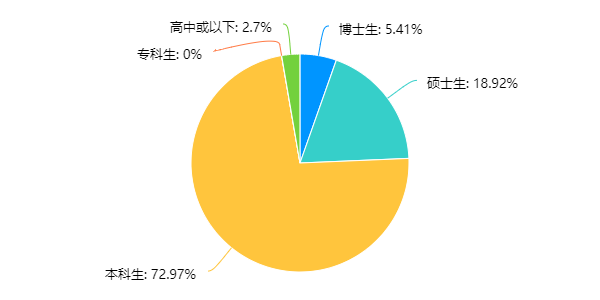 高中或以下: 2.7%
博士生: 5.41%
专科生: 0%
硕士生: 18.92%
本科生: 72.97%